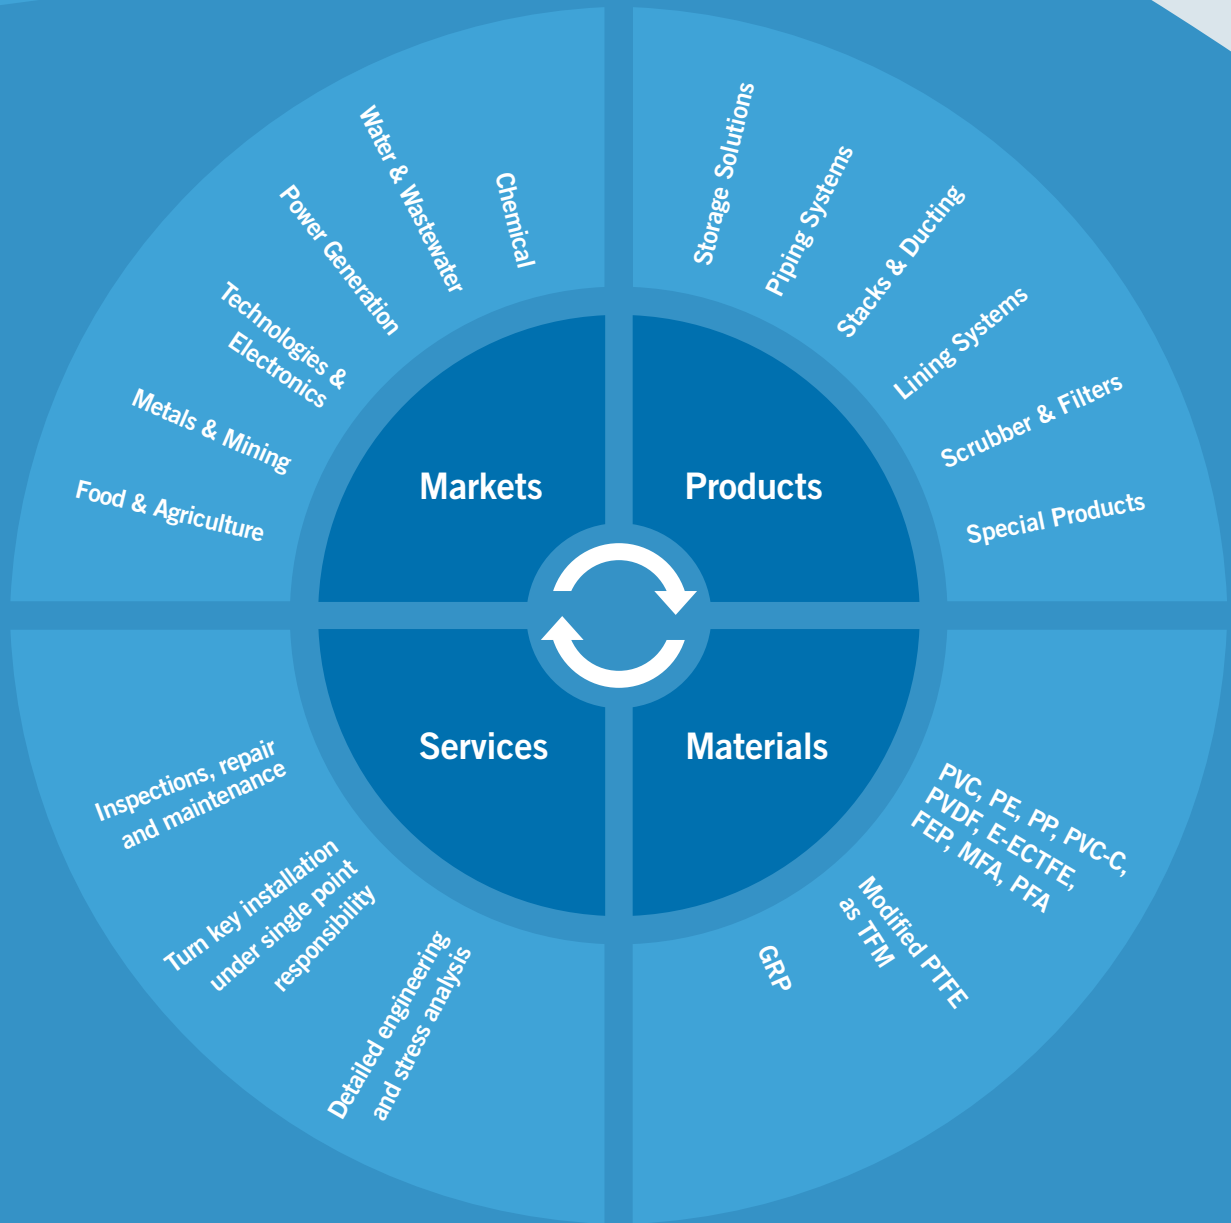 Markets
Chemical
Water & Wastewater
Power Generation
Technologies &
Electronics
Metals & Mining
Food & Agriculture
Products
Storage Solutions
Piping Systems
Stacks & Ducting
Lining Systems
Scrubber & Filters
Special Products
Services
Inspections, repair
and maintenance
Turn key installation
under single point
responsibility
Detailed engineering
and stress analysis
Materials
PVC, PE, PP, PVC-C,
PVDF, E-ECTFE,
FEP, MFA, PFA
Modified PTFE
as TFM
GRP